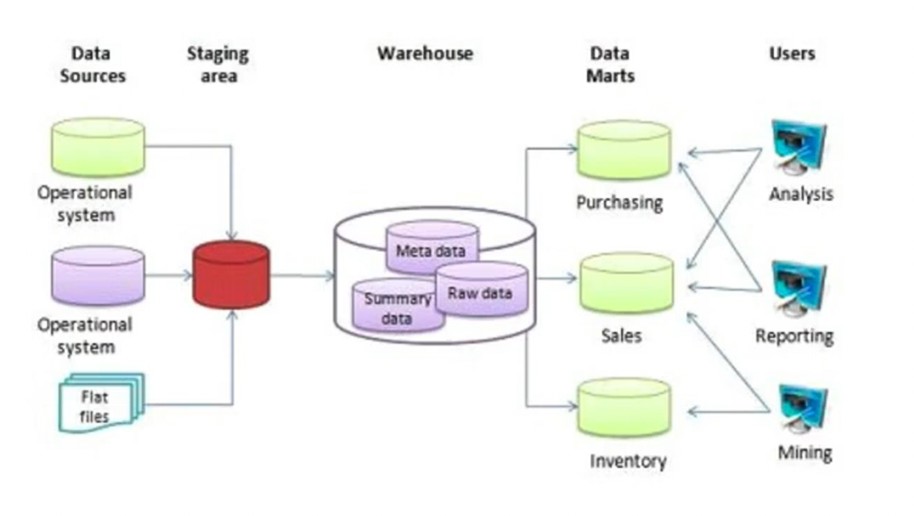 Data
Sources
Staging
area
Warehouse
Data
Marts
Users
Operational
system
Operational
system
Flat
files
Meta data
Summary
data
Raw data
Purchasing
Sales
Inventory
Analysis
Reporting
Mining